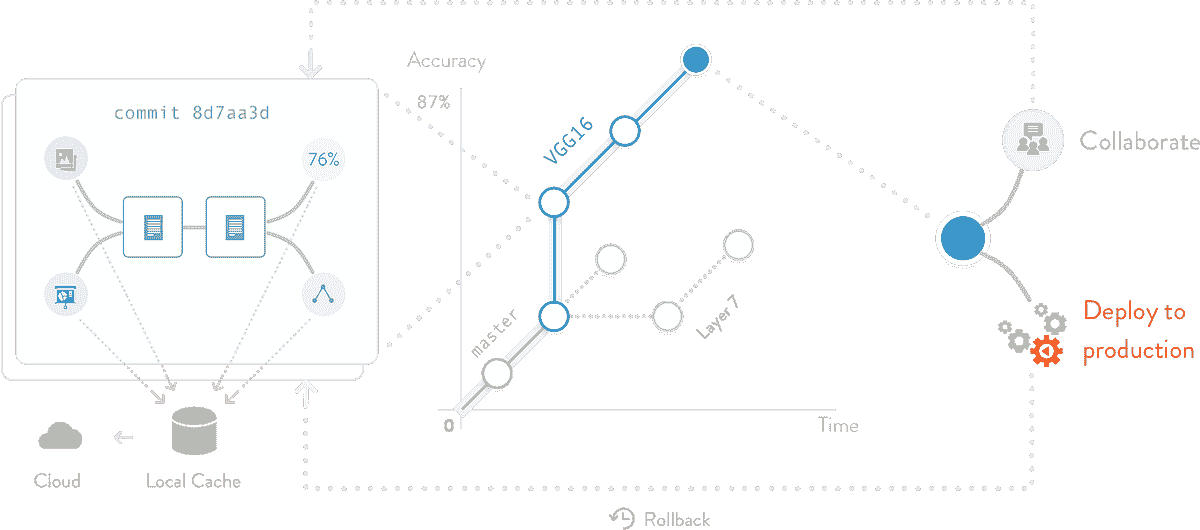 Accuracy
87%
commit 8d7aa3d
76%
VGG16
Collaborate
master
Layer 7
Deploy to
production
0
Time
Cloud
Local Cache
Rollback